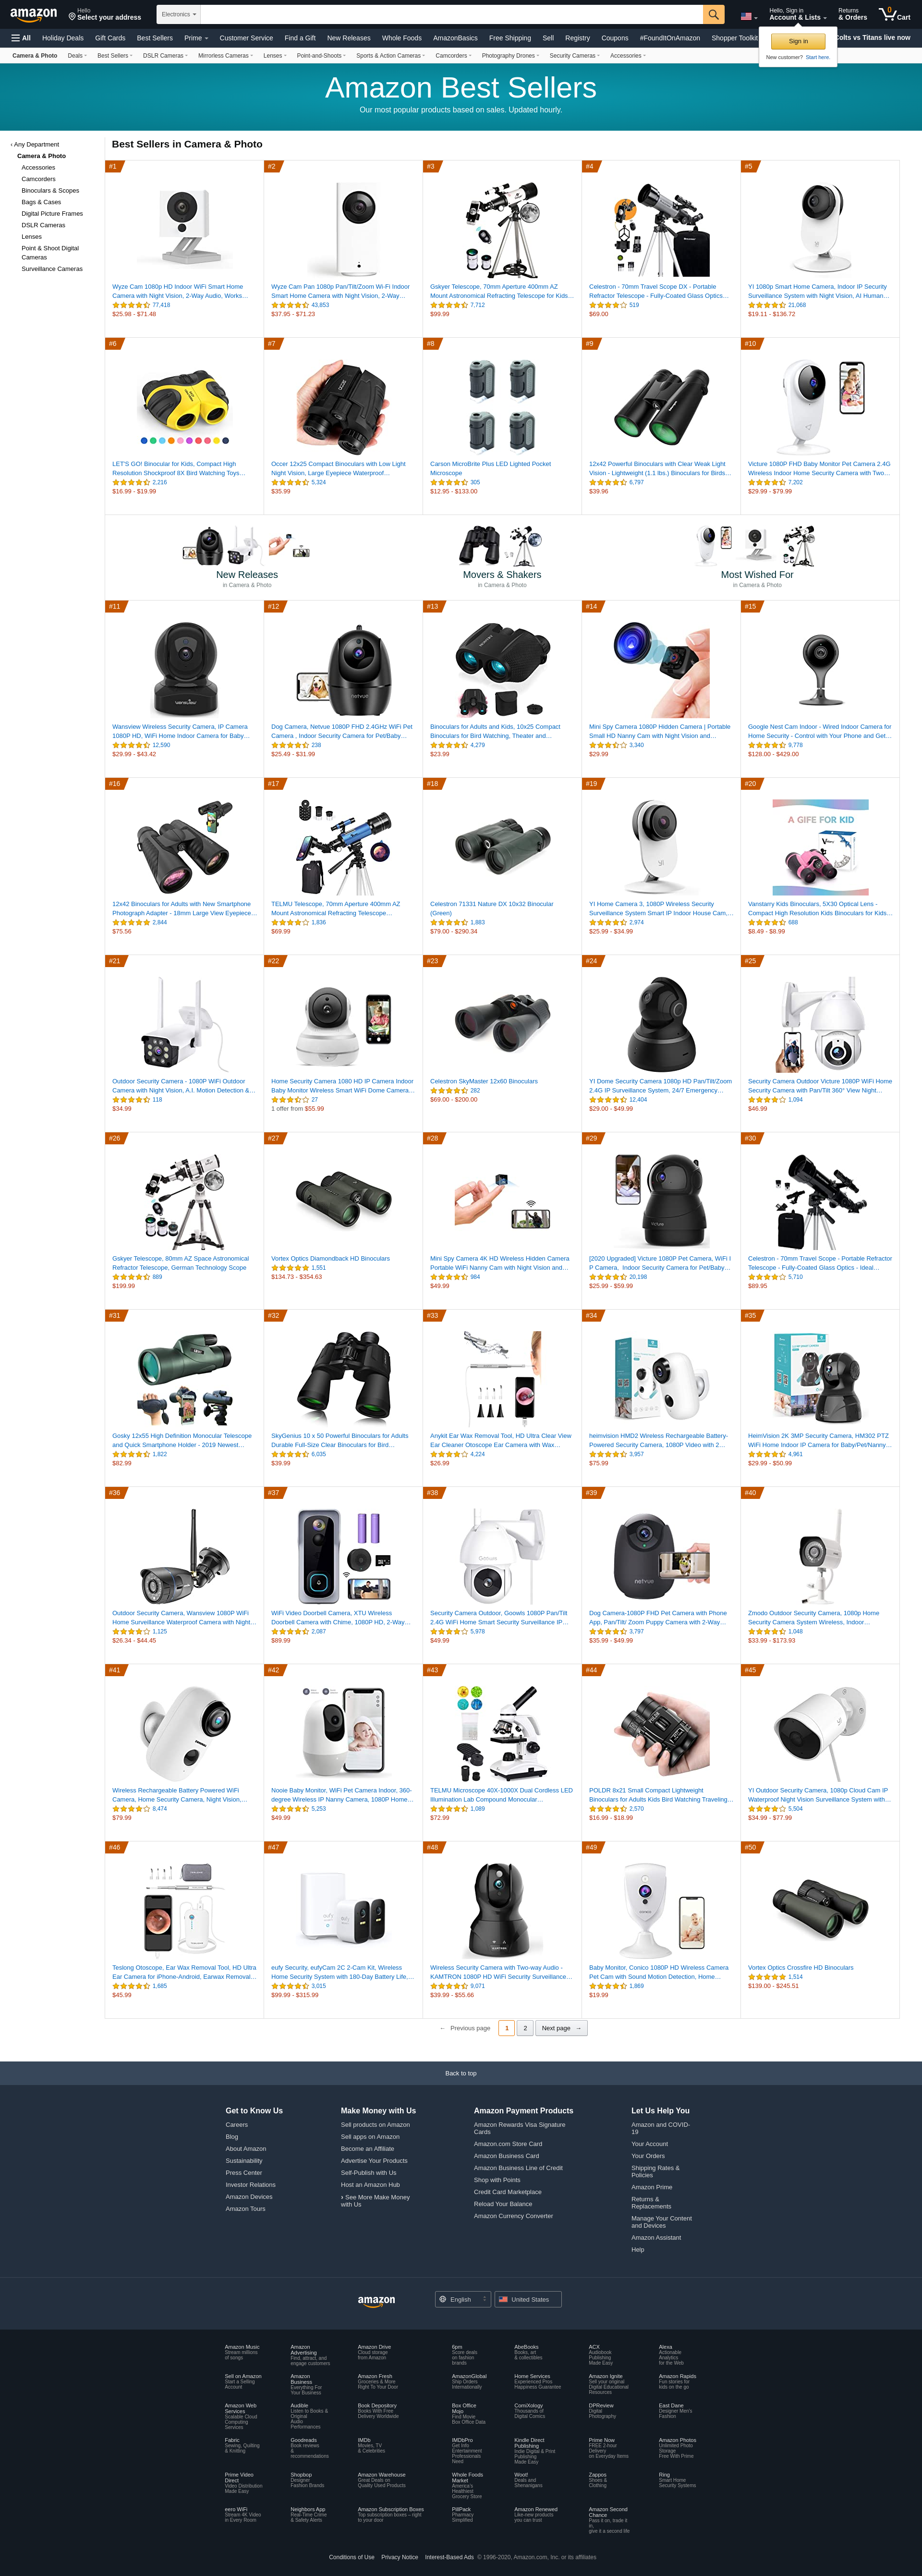 amazon
Hello
Select your address
Electronics
Hello, Sign in
Account & Lists
Returns
& Orders
0
Cart
All
Holiday Deals
Gift Cards
Best Sellers
Prime
Customer Service
Find a Gift
New Releases
Whole Foods
AmazonBasics
Free Shipping
Sell
Registry
Coupons
#FoundItOnAmazon
Shopper Toolkit
Colts vs Titans live now
Sign in
New customer? Start here.
Camera & Photo
Deals
Best Sellers
DSLR Cameras
Mirrorless Cameras
Lenses
Point-and-Shoots
Sports & Action Cameras
Camcorders
Photography Drones
Security Cameras
Accessories
Amazon Best Sellers
Our most popular products based on sales. Updated hourly.
‹ Any Department
Camera & Photo
Accessories
Camcorders
Binoculars & Scopes
Bags & Cases
Digital Picture Frames
DSLR Cameras
Lenses
Point & Shoot Digital
Cameras
Surveillance Cameras
Best Sellers in Camera & Photo
#1
Wyze Cam 1080p HD Indoor WiFi Smart Home
Camera with Night Vision, 2-Way Audio, Works…
77,418
$25.98 - $71.48
#2
Wyze Cam Pan 1080p Pan/Tilt/Zoom Wi-Fi Indoor
Smart Home Camera with Night Vision, 2-Way…
43,853
$37.95 - $71.23
#3
Gskyer Telescope, 70mm Aperture 400mm AZ
Mount Astronomical Refracting Telescope for Kids…
7,712
$99.99
#4
Celestron - 70mm Travel Scope DX - Portable
Refractor Telescope - Fully-Coated Glass Optics…
519
$69.00
#5
YI 1080p Smart Home Camera, Indoor IP Security
Surveillance System with Night Vision, AI Human…
21,068
$19.11 - $136.72
#6
LET'S GO! Binocular for Kids, Compact High
Resolution Shockproof 8X Bird Watching Toys…
2,216
$16.99 - $19.99
#7
Occer 12x25 Compact Binoculars with Low Light
Night Vision, Large Eyepiece Waterproof…
5,324
$35.99
#8
Carson MicroBrite Plus LED Lighted Pocket
Microscope
305
$12.95 - $133.00
#9
12x42 Powerful Binoculars with Clear Weak Light
Vision - Lightweight (1.1 lbs.) Binoculars for Birds…
6,797
$39.96
#10
Victure 1080P FHD Baby Monitor Pet Camera 2.4G
Wireless Indoor Home Security Camera with Two…
7,202
$29.99 - $79.99
New Releases
in Camera & Photo
Movers & Shakers
in Camera & Photo
Most Wished For
in Camera & Photo
#11
Wansview Wireless Security Camera, IP Camera
1080P HD, WiFi Home Indoor Camera for Baby…
12,590
$29.99 - $43.42
#12
netvue
Dog Camera, Netvue 1080P FHD 2.4GHz WiFi Pet
Camera , Indoor Security Camera for Pet/Baby…
238
$25.49 - $31.99
#13
Binoculars for Adults and Kids, 10x25 Compact
Binoculars for Bird Watching, Theater and…
4,279
$23.99
#14
Mini Spy Camera 1080P Hidden Camera | Portable
Small HD Nanny Cam with Night Vision and…
3,340
$29.99
#15
Google Nest Cam Indoor - Wired Indoor Camera for
Home Security - Control with Your Phone and Get…
9,778
$128.00 - $429.00
#16
12x42 Binoculars for Adults with New Smartphone
Photograph Adapter - 18mm Large View Eyepiece…
2,844
$75.56
#17
TELMU Telescope, 70mm Aperture 400mm AZ
Mount Astronomical Refracting Telescope…
1,836
$69.99
#18
Celestron 71331 Nature DX 10x32 Binocular
(Green)
1,883
$79.00 - $290.34
#19
YI Home Camera 3, 1080P Wireless Security
Surveillance System Smart IP Indoor House Cam,…
2,974
$25.99 - $34.99
#20
A GIFE FOR KID
Vanstarry Kids Binoculars, 5X30 Optical Lens -
Compact High Resolution Kids Binoculars for Kids…
688
$8.49 - $8.99
#21
Outdoor Security Camera - 1080P WiFi Outdoor
Camera with Night Vision, A.I. Motion Detection &…
118
$34.99
#22
Home Security Camera 1080 HD IP Camera Indoor
Baby Monitor Wireless Smart WiFi Dome Camera…
27
1 offer from $55.99
#23
Celestron SkyMaster 12x60 Binoculars
282
$69.00 - $200.00
#24
YI Dome Security Camera 1080p HD Pan/Tilt/Zoom
2.4G IP Surveillance System, 24/7 Emergency…
12,404
$29.00 - $49.99
#25
Security Camera Outdoor Victure 1080P WiFi Home
Security Camera with Pan/Tilt 360° View Night…
1,094
$46.99
#26
Gskyer Telescope, 80mm AZ Space Astronomical
Refractor Telescope, German Technology Scope
889
$199.99
#27
Vortex Optics Diamondback HD Binoculars
1,551
$134.73 - $354.63
#28
Mini Spy Camera 4K HD Wireless Hidden Camera
Portable WiFi Nanny Cam with Night Vision and…
984
$49.99
#29
[2020 Upgraded] Victure 1080P Pet Camera, WiFi I
P Camera, Indoor Security Camera for Pet/Baby…
20,198
$25.99 - $59.99
#30
Celestron - 70mm Travel Scope - Portable Refractor
Telescope - Fully-Coated Glass Optics - Ideal…
5,710
$89.95
#31
Gosky 12x55 High Definition Monocular Telescope
and Quick Smartphone Holder - 2019 Newest…
1,822
$82.99
#32
SkyGenius 10 x 50 Powerful Binoculars for Adults
Durable Full-Size Clear Binoculars for Bird…
6,035
$39.99
#33
Anykit Ear Wax Removal Tool, HD Ultra Clear View
Ear Cleaner Otoscope Ear Camera with Wax…
4,224
$26.99
#34
heimvision HMD2 Wireless Rechargeable Battery-
Powered Security Camera, 1080P Video with 2…
3,957
$75.99
#35
HeimVision 2K 3MP Security Camera, HM302 PTZ
WiFi Home Indoor IP Camera for Baby/Pet/Nanny…
4,961
$29.99 - $50.99
#36
Outdoor Security Camera, Wansview 1080P WiFi
Home Surveillance Waterproof Camera with Night…
1,125
$26.34 - $44.45
#37
WiFi Video Doorbell Camera, XTU Wireless
Doorbell Camera with Chime, 1080P HD, 2-Way…
2,087
$89.99
#38
Security Camera Outdoor, Goowls 1080P Pan/Tilt
2.4G WiFi Home Smart Security Surveillance IP…
5,978
$49.99
#39
netvue
Dog Camera-1080P FHD Pet Camera with Phone
App, Pan/Tilt/ Zoom Puppy Camera with 2-Way…
3,797
$35.99 - $49.99
#40
Zmodo Outdoor Security Camera, 1080p Home
Security Camera System Wireless, Indoor…
1,048
$33.99 - $173.93
#41
Wireless Rechargeable Battery Powered WiFi
Camera, Home Security Camera, Night Vision,…
8,474
$79.99
#42
Nooie Baby Monitor, WiFi Pet Camera Indoor, 360-
degree Wireless IP Nanny Camera, 1080P Home…
5,253
$49.99
#43
TELMU Microscope 40X-1000X Dual Cordless LED
Illumination Lab Compound Monocular…
1,089
$72.99
#44
POLDR 8x21 Small Compact Lightweight
Binoculars for Adults Kids Bird Watching Traveling…
2,570
$16.99 - $18.99
#45
YI Outdoor Security Camera, 1080p Cloud Cam IP
Waterproof Night Vision Surveillance System with…
5,504
$34.99 - $77.99
#46
Teslong Otoscope, Ear Wax Removal Tool, HD Ultra
Ear Camera for iPhone-Android, Earwax Removal…
1,685
$45.99
#47
eufy Security, eufyCam 2C 2-Cam Kit, Wireless
Home Security System with 180-Day Battery Life,…
3,015
$99.99 - $315.99
#48
Wireless Security Camera with Two-way Audio -
KAMTRON 1080P HD WiFi Security Surveillance…
9,071
$39.99 - $55.66
#49
Baby Monitor, Conico 1080P HD Wireless Camera
Pet Cam with Sound Motion Detection, Home…
1,869
$19.99
#50
Vortex Optics Crossfire HD Binoculars
1,514
$139.00 - $245.51
← Previous page
1
2
Next page →
Back to top
Get to Know Us
Careers
Blog
About Amazon
Sustainability
Press Center
Investor Relations
Amazon Devices
Amazon Tours
Make Money with Us
Sell products on Amazon
Sell apps on Amazon
Become an Affiliate
Advertise Your Products
Self-Publish with Us
Host an Amazon Hub
› See More Make Money
with Us
Amazon Payment Products
Amazon Rewards Visa Signature
Cards
Amazon.com Store Card
Amazon Business Card
Amazon Business Line of Credit
Shop with Points
Credit Card Marketplace
Reload Your Balance
Amazon Currency Converter
Let Us Help You
Amazon and COVID-
19
Your Account
Your Orders
Shipping Rates &
Policies
Amazon Prime
Returns &
Replacements
Manage Your Content
and Devices
Amazon Assistant
Help
amazon
English
United States
Amazon Music
Stream millions
of songs
Amazon
Advertising
Find, attract, and
engage customers
Amazon Drive
Cloud storage
from Amazon
6pm
Score deals
on fashion
brands
AbeBooks
Books, art
& collectibles
ACX
Audiobook
Publishing
Made Easy
Alexa
Actionable
Analytics
for the Web
Sell on Amazon
Start a Selling
Account
Amazon
Business
Everything For
Your Business
Amazon Fresh
Groceries & More
Right To Your Door
AmazonGlobal
Ship Orders
Internationally
Home Services
Experienced Pros
Happiness Guarantee
Amazon Ignite
Sell your original
Digital Educational
Resources
Amazon Rapids
Fun stories for
kids on the go
Amazon Web
Services
Scalable Cloud
Computing
Services
Audible
Listen to Books &
Original
Audio
Performances
Book Depository
Books With Free
Delivery Worldwide
Box Office
Mojo
Find Movie
Box Office Data
ComiXology
Thousands of
Digital Comics
DPReview
Digital
Photography
East Dane
Designer Men's
Fashion
Fabric
Sewing, Quilting
& Knitting
Goodreads
Book reviews
&
recommendations
IMDb
Movies, TV
& Celebrities
IMDbPro
Get Info
Entertainment
Professionals
Need
Kindle Direct
Publishing
Indie Digital & Print
Publishing
Made Easy
Prime Now
FREE 2-hour
Delivery
on Everyday Items
Amazon Photos
Unlimited Photo
Storage
Free With Prime
Prime Video
Direct
Video Distribution
Made Easy
Shopbop
Designer
Fashion Brands
Amazon Warehouse
Great Deals on
Quality Used Products
Whole Foods
Market
America's
Healthiest
Grocery Store
Woot!
Deals and
Shenanigans
Zappos
Shoes &
Clothing
Ring
Smart Home
Security Systems
eero WiFi
Stream 4K Video
in Every Room
Neighbors App
Real-Time Crime
& Safety Alerts
Amazon Subscription Boxes
Top subscription boxes – right
to your door
PillPack
Pharmacy
Simplified
Amazon Renewed
Like-new products
you can trust
Amazon Second
Chance
Pass it on, trade it
in,
give it a second life
Conditions of Use
Privacy Notice
Interest-Based Ads
© 1996-2020, Amazon.com, Inc. or its affiliates